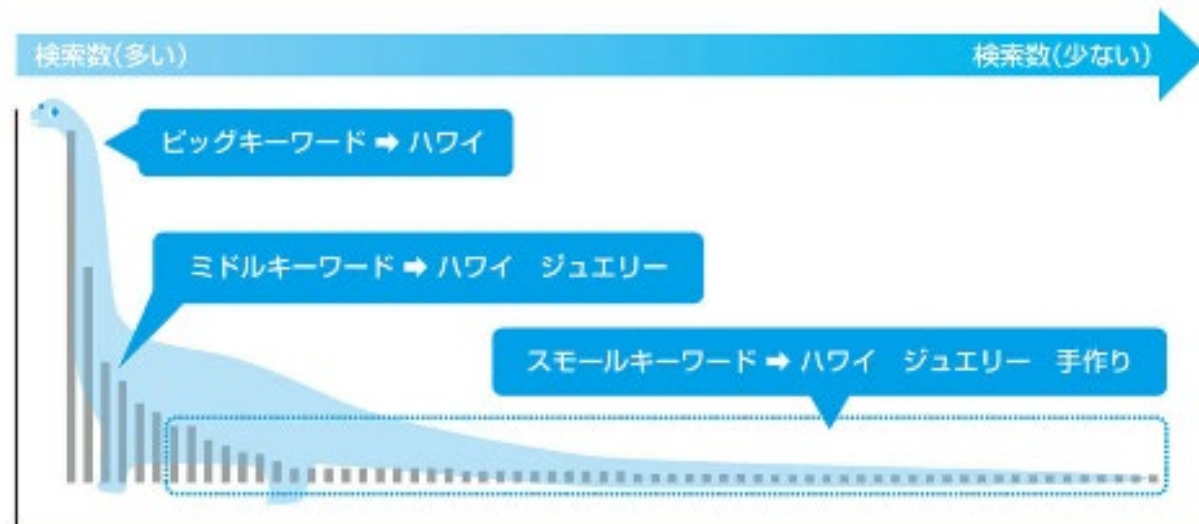 検索数(多い)
検索数(少ない)
ビッグキーワード ➡ ハワイ
ミドルキーワード ➡ ハワイ　ジュエリー
スモールキーワード ➡ ハワイ　ジュエリー　手作り